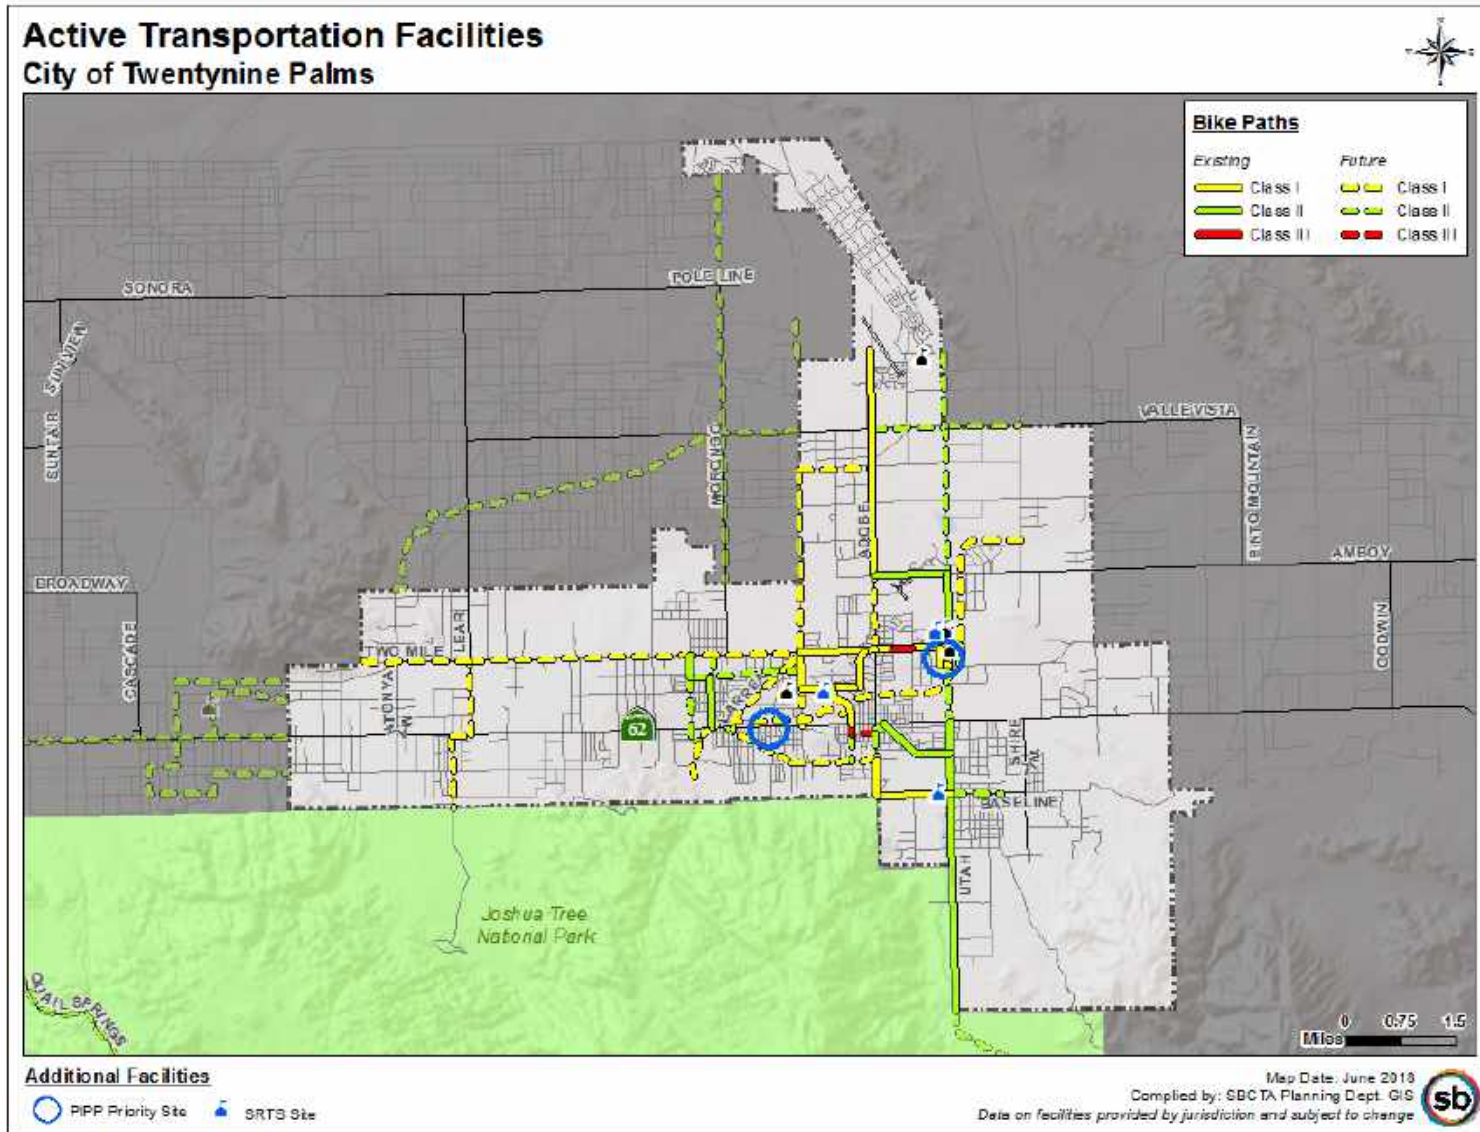 Active Transportation Facilities
City of Twentynine Palms
Bike Paths
Existing Future
Class I Class I
Class II Class II
Class III Class III
POLE LINE
SONORA
SUNFAIR
VALLE VISTA
MORONGO
PINTO MOUNTAIN
ADOBE
AMBOY
BROADWAY
CASCADE
LEAR
GODWIN
TWO MILE
62
SHIRE
BASELINE
UTAH
Joshua Tree
National Park
QUAIL SPRINGS
0 0.75 1.5
Miles
Additional Facilities
PIPP Priority Site SRTS Site
Map Date: June 2018
Complied by: SBCTA Planning Dept. GIS
Data on facilities provided by jurisdiction and subject to change
sb